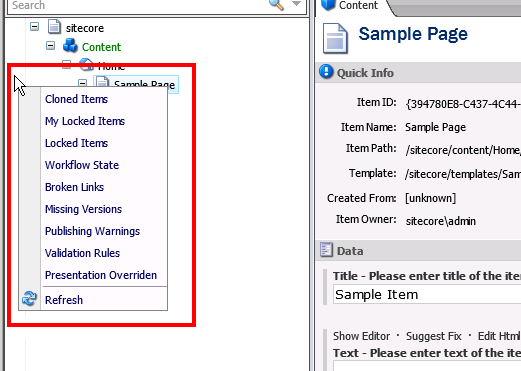 Search
sitecore
Content
Home
Sample Page
Cloned Items
My Locked Items
Locked Items
Workflow State
Broken Links
Missing Versions
Publishing Warnings
Validation Rules
Presentation Overriden
Refresh
Content
Sample Page
Quick Info
Item ID: {394780E8-C437-4C44-
Item Name: Sample Page
Item Path: /sitecore/content/Home/
Template: /sitecore/templates/Sam
Created From: [unknown]
Item Owner: sitecore\admin
Data
Title - Please enter title of the ite
Sample Item
Show Editor · Suggest Fix · Edit Html
Text - Please enter text of the ite